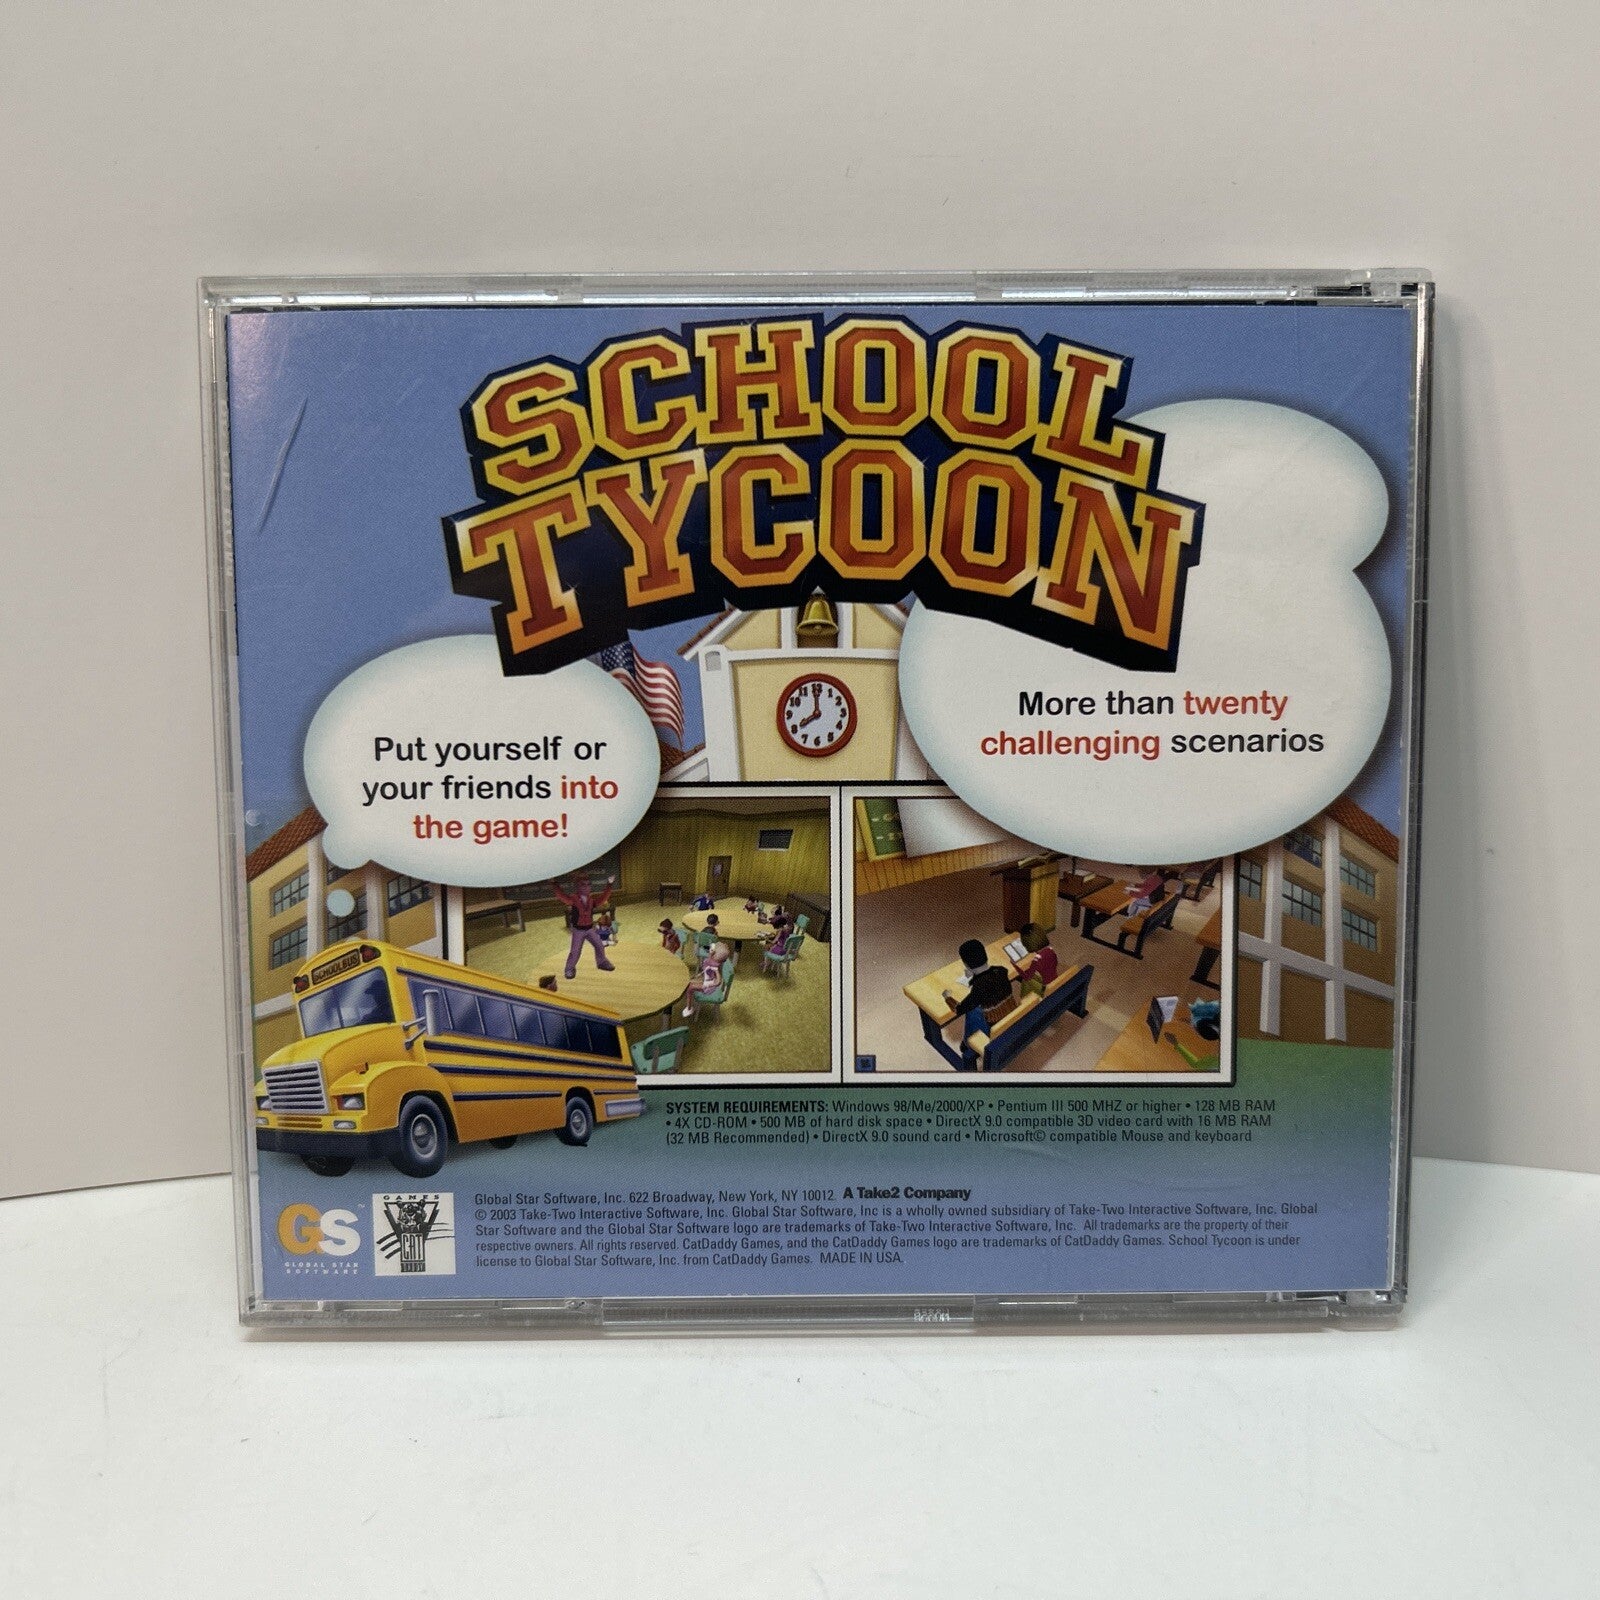 SCHOOL
TYCOON
Put yourself or
your friends into
the game!
More than twenty
challenging scenarios
SCHOOLBUS
SYSTEM REQUIREMENTS: Windows 98/Me/2000/XP • Pentium III 500 MHZ or higher • 128 MB RAM
• 4X CD-ROM • 500 MB of hard disk space • DirectX 9.0 compatible 3D video card with 16 MB RAM
(32 MB Recommended) • DirectX 9.0 sound card • Microsoft© compatible Mouse and keyboard
GS™
GLOBAL STAR
SOFTWARE
GAMES
CAT
DADDY
Global Star Software, Inc. 622 Broadway, New York, NY 10012 A Take2 Company
© 2003 Take-Two Interactive Software, Inc. Global Star Software, Inc is a wholly owned subsidiary of Take-Two Interactive Software, Inc. Global
Star Software and the Global Star Software logo are trademarks of Take-Two Interactive Software, Inc. All trademarks are the property of their
respective owners. All rights reserved. CatDaddy Games, and the CatDaddy Games logo are trademarks of CatDaddy Games. School Tycoon is under
license to Global Star Software, Inc. from CatDaddy Games. MADE IN USA.